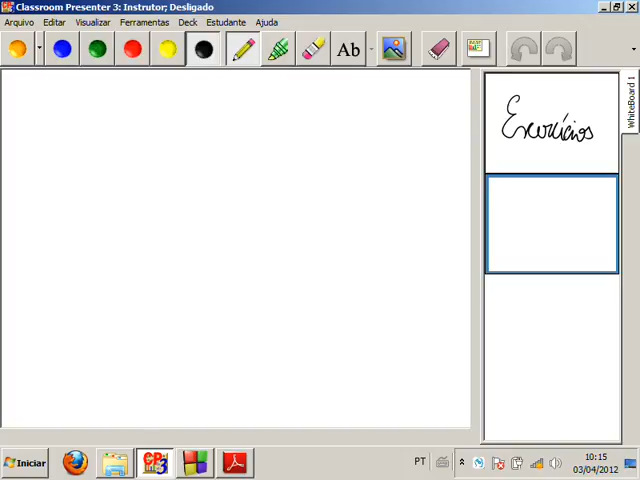 Classroom Presenter 3: Instrutor; Desligado
Arquivo Editar Visualizar Ferramentas Deck Estudante Ajuda
Ab
Exercícios
WhiteBoard 1
Iniciar
CP3
PT
10:15
03/04/2012